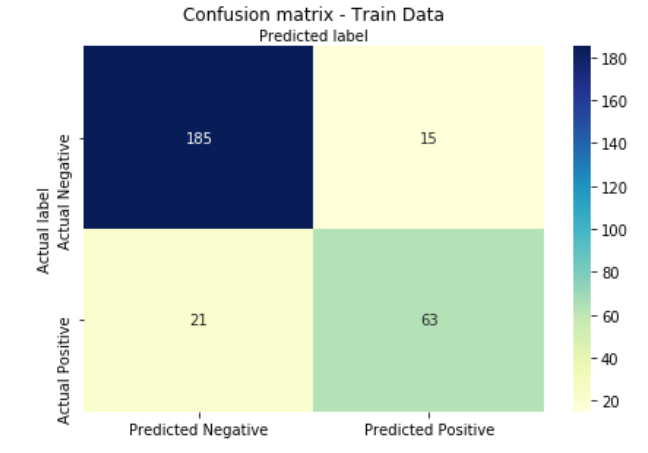 Confusion matrix - Train Data
Predicted label
Actual label
Actual Negative
185
15
Actual Positive
21
63
Predicted Negative
Predicted Positive
180
160
140
120
100
80
60
40
20